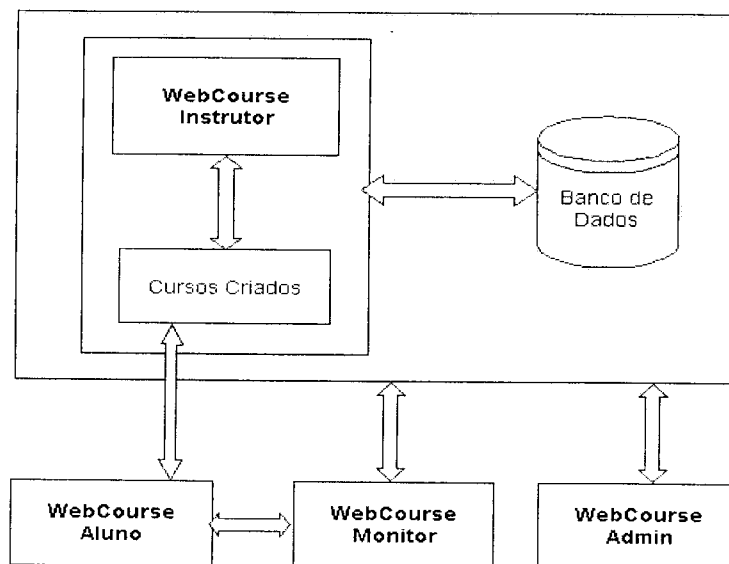 WebCourse
Instrutor
Banco de
Dados
Cursos Criados
WebCourse
Aluno
WebCourse
Monitor
WebCourse
Admin